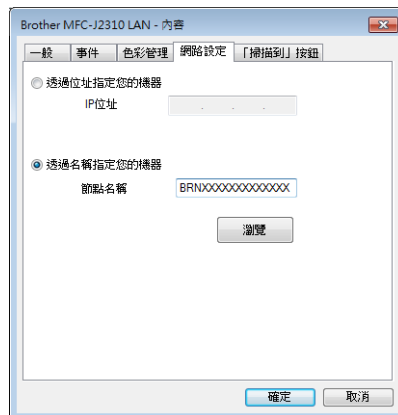 Brother MFC-J2310 LAN - 內容
一般 事件 色彩管理 網路設定 「掃描到」按鈕
透過位址指定您的機器
IP位址 . . .
透過名稱指定您的機器
節點名稱 BRNXXXXXXXXXXXX
瀏覽
確定 取消